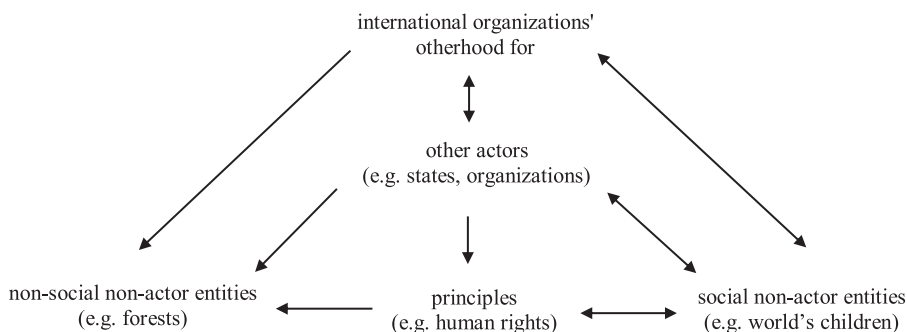 international organizations'
otherhood for
other actors
(e.g. states, organizations)
non-social non-actor entities
(e.g. forests)
principles
(e.g. human rights)
social non-actor entities
(e.g. world’s children)